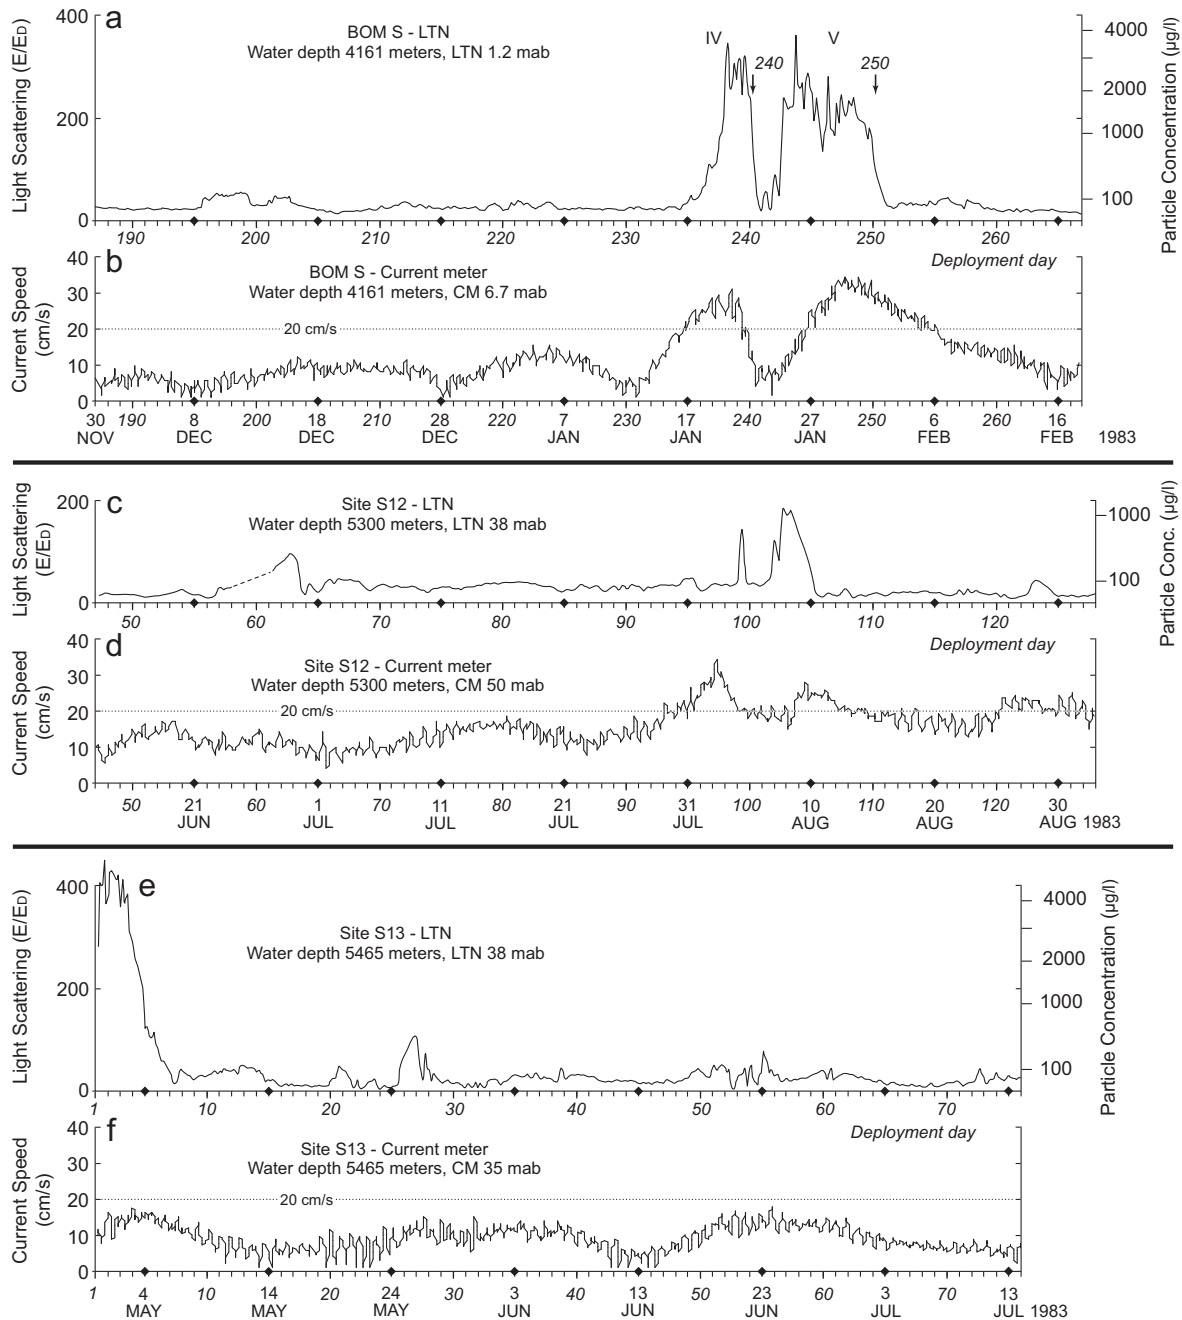 a
BOM S - LTN
Water depth 4161 meters, LTN 1.2 mab
Light Scattering (E/ED)
400
200
0
IV
240
V
250
4000
2000
1000
100
Particle Concentration (µg/l)
190 200 210 220 230 240 250 260
Deployment day
b
BOM S - Current meter
Water depth 4161 meters, CM 6.7 mab
Current Speed
(cm/s)
40
30
20
10
0
20 cm/s
30 190 8 200 18 210 28 220 7 230 17 240 27 250 6 260 16
NOV DEC DEC DEC JAN JAN JAN FEB FEB 1983
c
Site S12 - LTN
Water depth 5300 meters, LTN 38 mab
Light Scattering
(E/ED)
200
0
1000
100
Particle Conc. (µg/l)
50 60 70 80 90 100 110 120
Deployment day
d
Site S12 - Current meter
Water depth 5300 meters, CM 50 mab
Current Speed
(cm/s)
40
30
20
10
0
20 cm/s
50 21 60 1 70 11 80 21 90 31 100 10 110 20 120 30
JUN JUL JUL JUL JUL AUG AUG AUG 1983
e
Site S13 - LTN
Water depth 5465 meters, LTN 38 mab
Light Scattering (E/ED)
400
200
0
4000
2000
1000
100
Particle Concentration (µg/l)
1 10 20 30 40 50 60 70
Deployment day
f
Site S13 - Current meter
Water depth 5465 meters, CM 35 mab
Current Speed
(cm/s)
40
30
20
10
0
20 cm/s
1 4 10 14 20 24 30 3 40 13 50 23 60 3 70 13
MAY MAY MAY JUN JUN JUN JUL JUL 1983